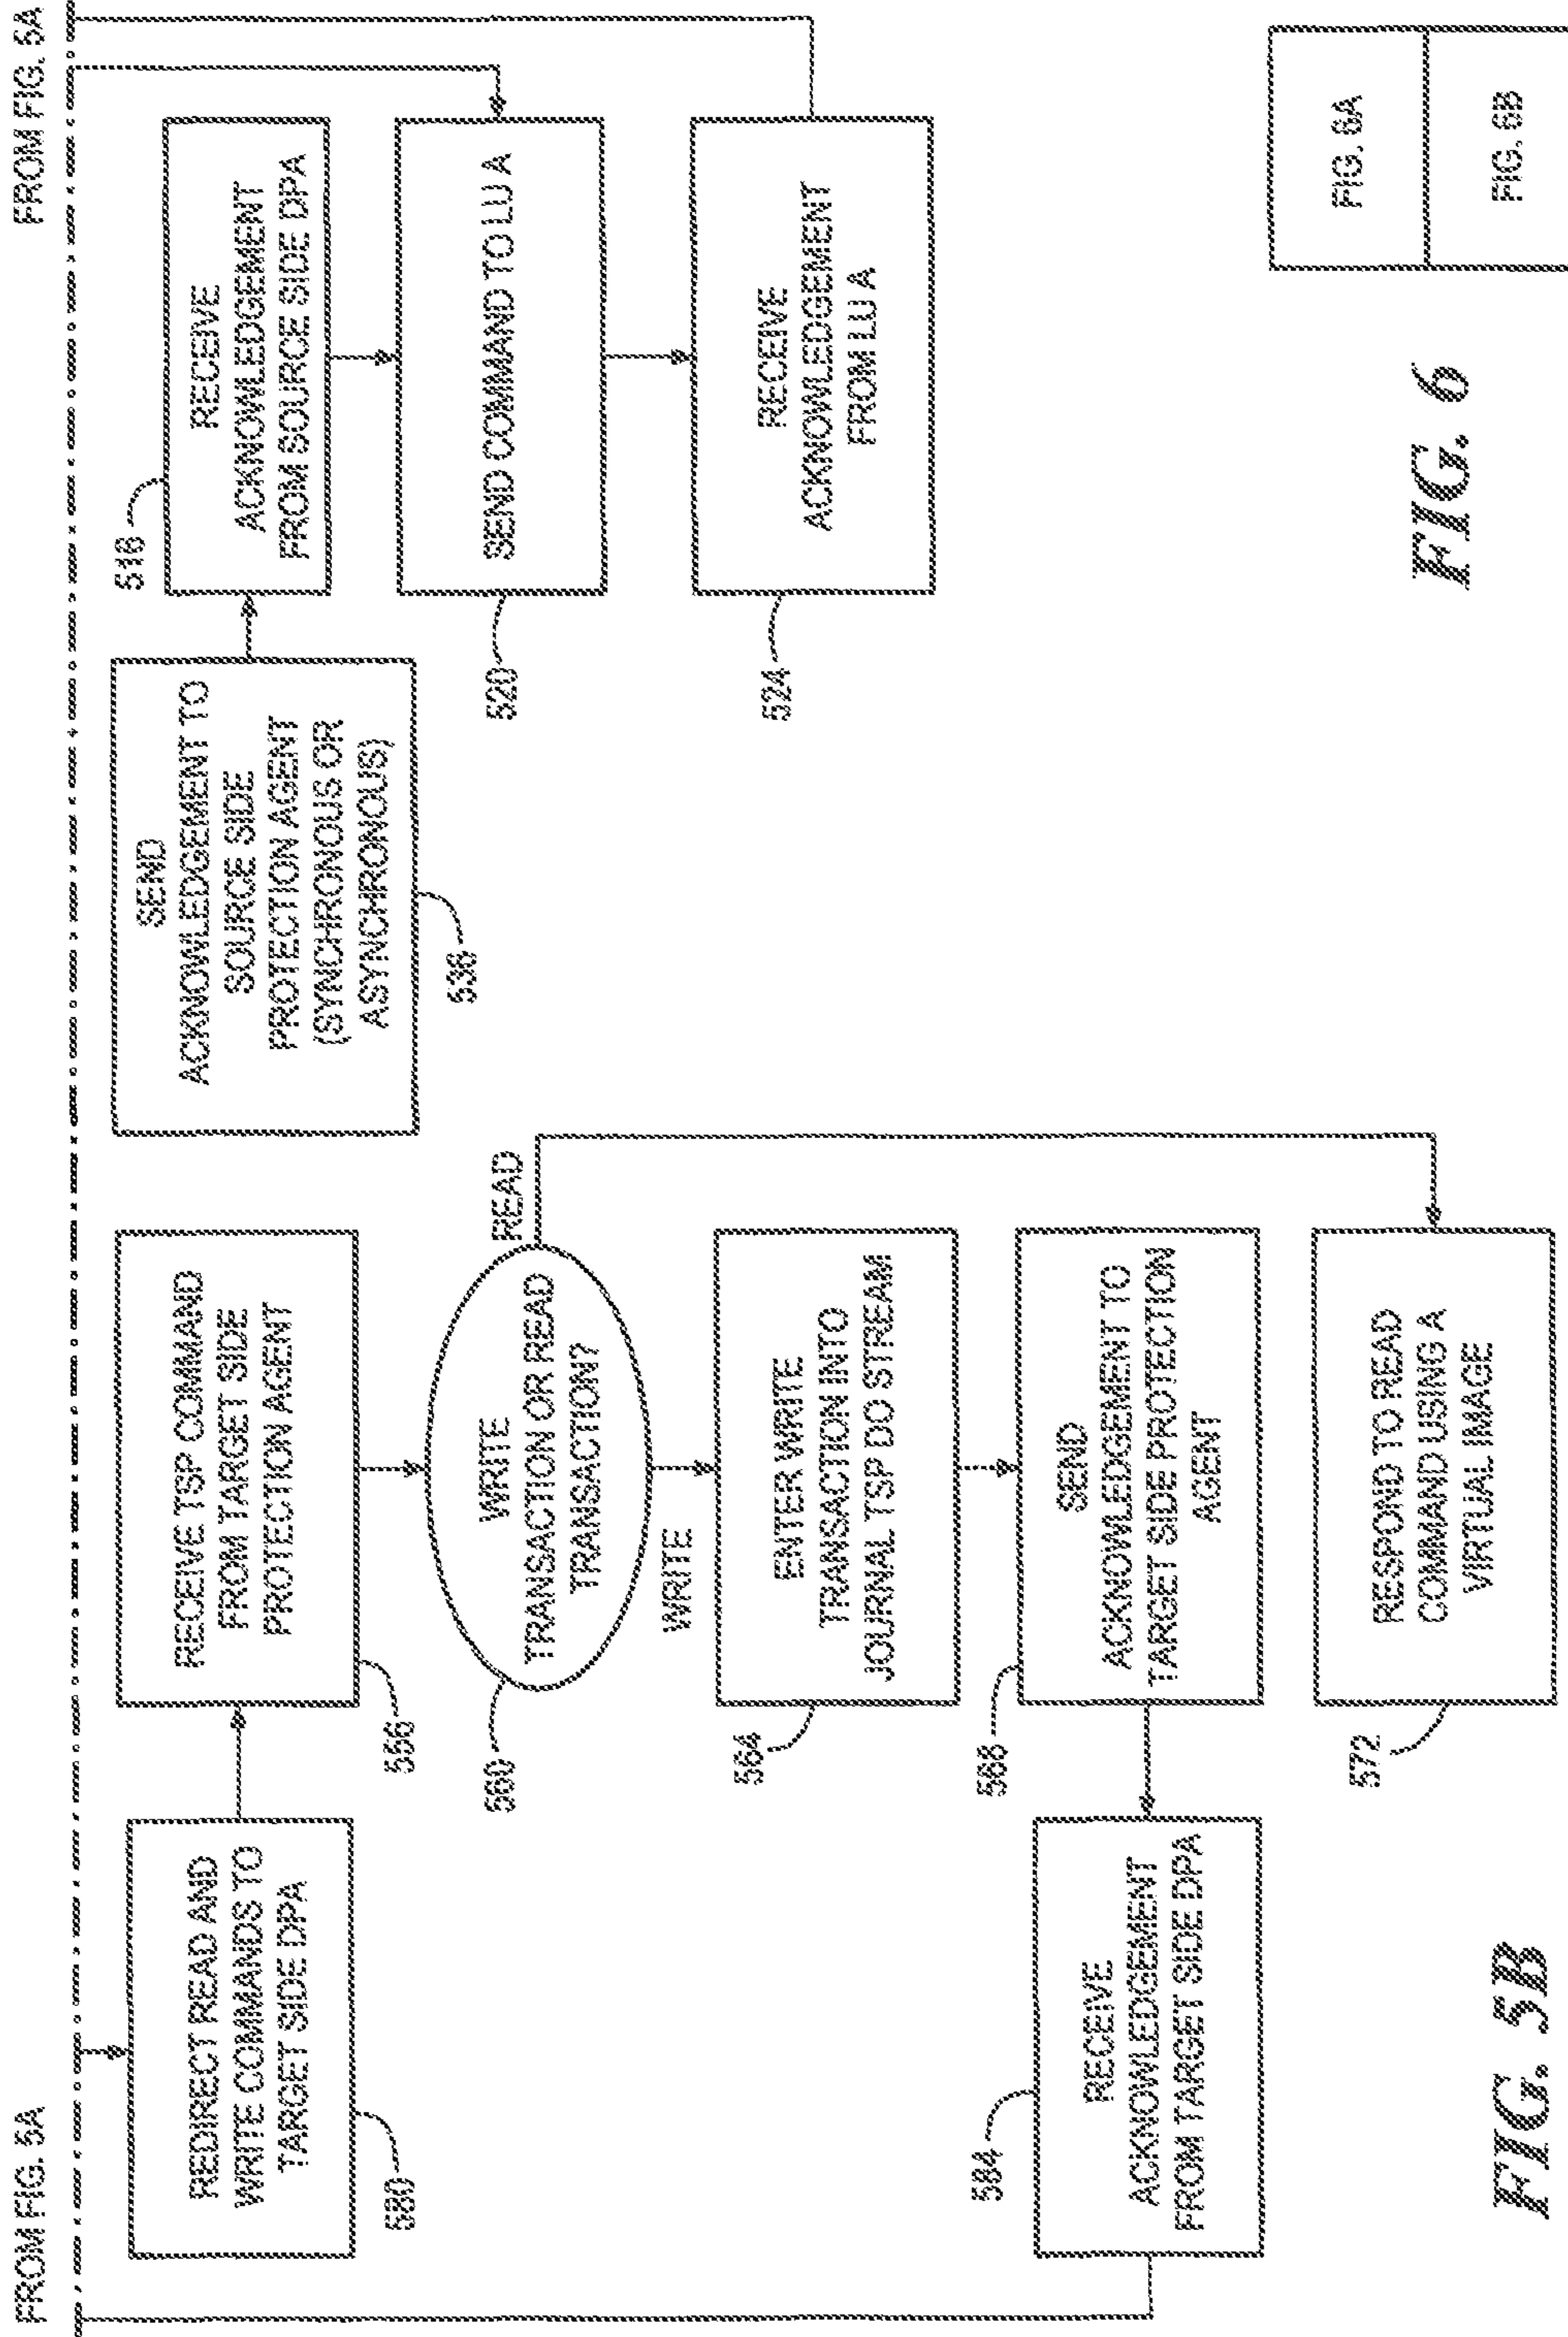 FROM FIG. 5A
FROM FIG. 5A
REDIRECT READ AND
WRITE COMMANDS TO
TARGET SIDE DPA
580
RECEIVE TSP COMMAND
FROM TARGET SIDE
PROTECTION AGENT
556
SEND
ACKNOWLEDGEMENT TO
SOURCE SIDE
PROTECTION AGENT
(SYNCHRONOUS OR
ASYNCHRONOUS)
536
518
RECEIVE
ACKNOWLEDGEMENT
FROM SOURCE SIDE DPA
WRITE
TRANSACTION OR READ
TRANSACTION?
560
READ
WRITE
SEND COMMAND TO LU A
520
ENTER WRITE
TRANSACTION INTO
JOURNAL TSP DO STREAM
564
RECEIVE
ACKNOWLEDGEMENT
FROM LU A
524
584
RECEIVE
ACKNOWLEDGEMENT
FROM TARGET SIDE DPA
568
SEND
ACKNOWLEDGEMENT TO
TARGET SIDE PROTECTION
AGENT
572
RESPOND TO READ
COMMAND USING A
VIRTUAL IMAGE
FIG. 5B
FIG. 6
FIG. 6A
FIG. 6B